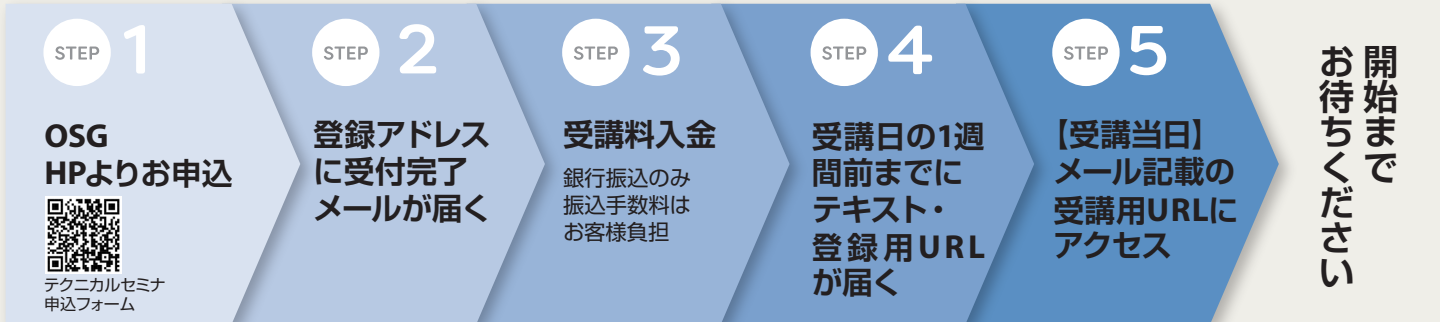 STEP 1
OSG
HPよりお申込
テクニカルセミナ
申込フォーム
STEP 2
登録アドレス
に受付完了
メールが届く
STEP 3
受講料入金
銀行振込のみ
振込手数料は
お客様負担
STEP 4
受講日の1週
間前までに
テキスト・
登録用URL
が届く
STEP 5
【受講当日】
メール記載の
受講用URLに
アクセス
開始まで
お待ちください